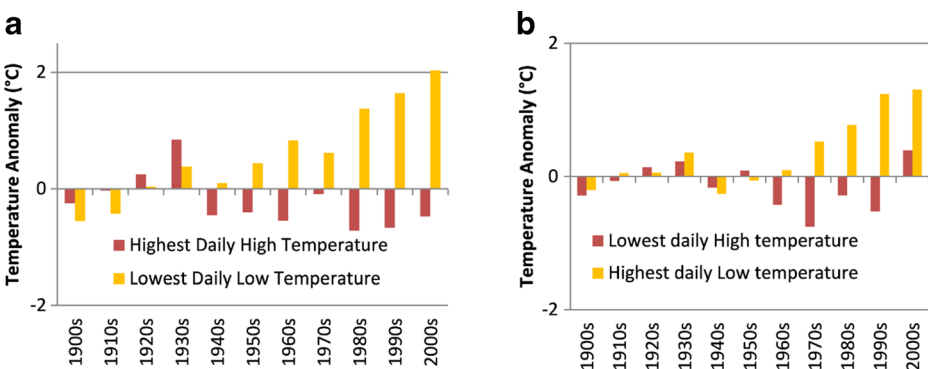 a
Temperature Anomaly (°C)
2
0
-2
Highest Daily High Temperature
Lowest Daily Low Temperature
1900s
1910s
1920s
1930s
1940s
1950s
1960s
1970s
1980s
1990s
2000s
b
Temperature Anomaly (°C)
2
0
-2
Lowest daily High temperature
Highest daily Low temperature
1900s
1910s
1920s
1930s
1940s
1950s
1960s
1970s
1980s
1990s
2000s